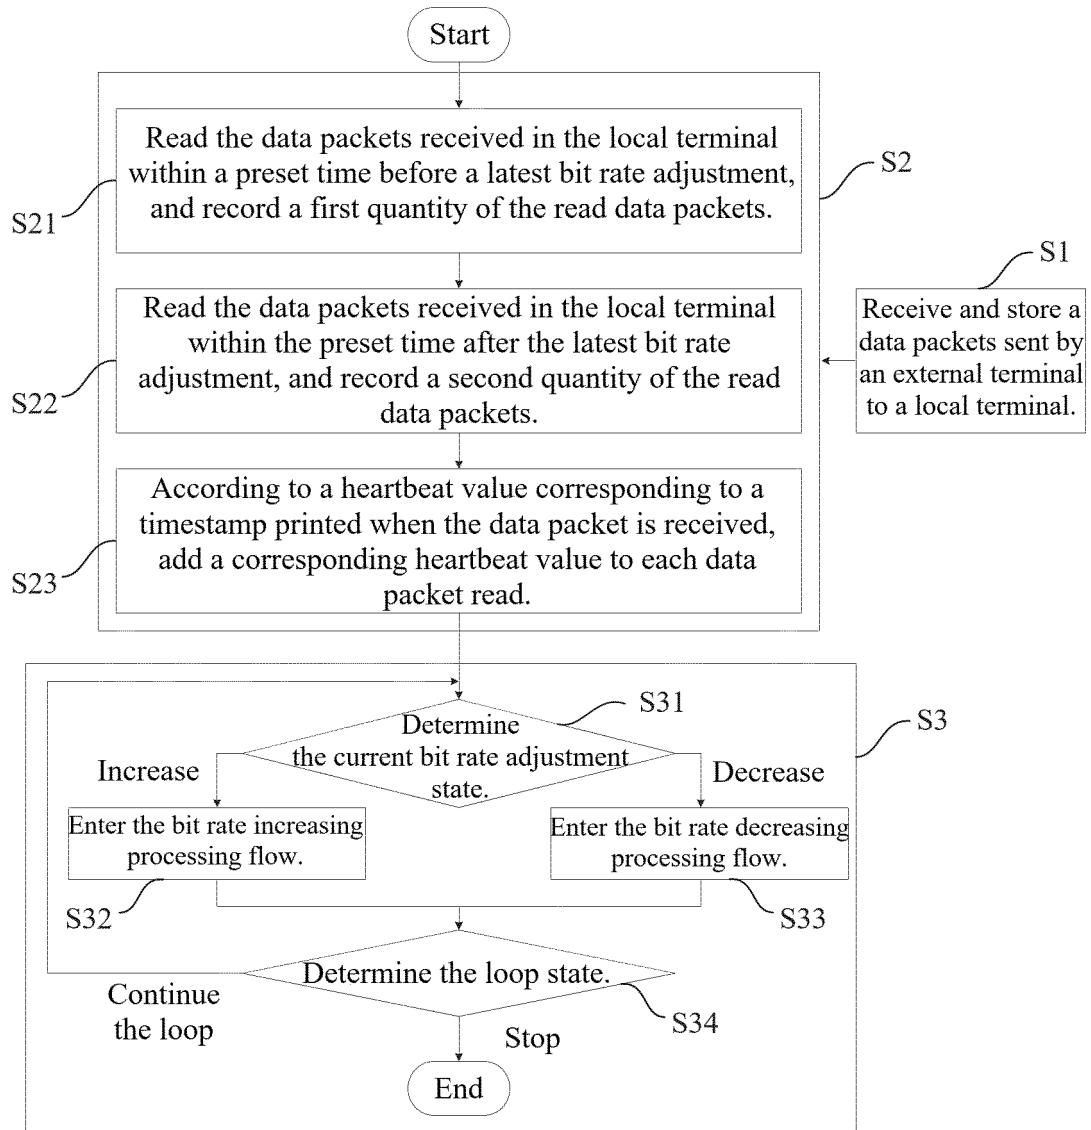 Start
Read the data packets received in the local terminal
within a preset time before a latest bit rate adjustment,
and record a first quantity of the read data packets.
S2
S21
S1
Read the data packets received in the local terminal
within the preset time after the latest bit rate
adjustment, and record a second quantity of the read
data packets.
S22
Receive and store a
data packets sent by
an external terminal
to a local terminal.
According to a heartbeat value corresponding to a
timestamp printed when the data packet is received,
add a corresponding heartbeat value to each data
packet read.
S23
S31
S3
Determine
the current bit rate adjustment
state.
Increase
Decrease
Enter the bit rate increasing
processing flow.
Enter the bit rate decreasing
processing flow.
S32
S33
Determine the loop state.
Continue
the loop
S34
Stop
End